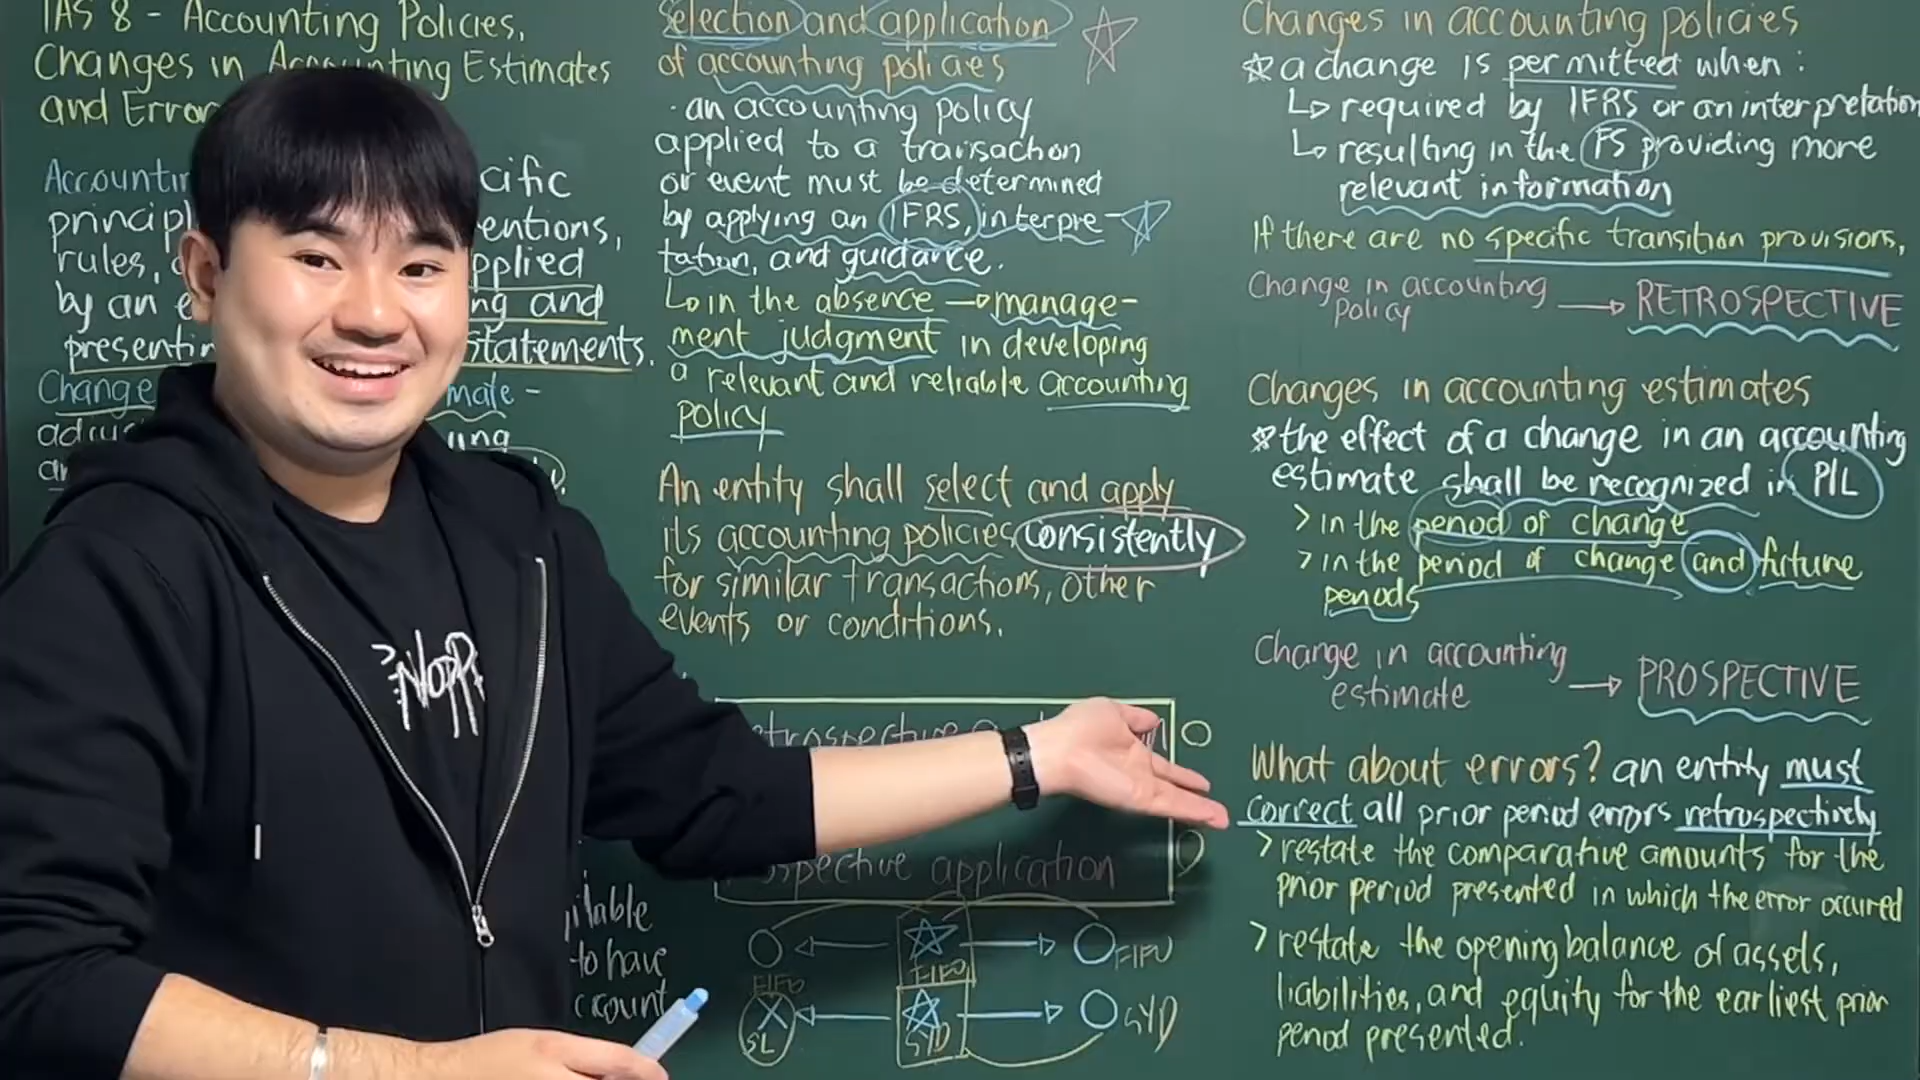 IAS 8 - Accounting Policies,
Changes in Accounting Estimates
and Error
Accountin
cific
principl
entions,
rules,
pplied
by an e
ng and
presentin
statements.
Change
mate -
an
ilable
to have
ccount
Selection and application
of accounting policies
· an accounting policy
applied to a transaction
or event must be determined
by applying an IFRS, interpre-
tation, and guidance.
↳ in the absence → manage-
ment judgment in developing
a relevant and reliable accounting
policy
An entity shall select and apply
its accounting policies consistently
for similar transactions, other
events or conditions.
etrospective
spective application
FIFO
FIFO
FIFO
SL
SYD
SYD
Changes in accounting policies
☆ a change is permitted when :
↳ required by IFRS or an interpretation
↳ resulting in the FS providing more
relevant information
If there are no specific transition provisions,
Change in accounting
policy → RETROSPECTIVE
Changes in accounting estimates
☆ the effect of a change in an accounting
estimate shall be recognized in P/L
> in the period of change
> in the period of change and future
periods
Change in accounting
estimate → PROSPECTIVE
What about errors? an entity must
correct all prior period errors retrospectively
> restate the comparative amounts for the
prior period presented in which the error occured
> restate the opening balance of assets,
liabilities, and equity for the earliest prior
period presented.